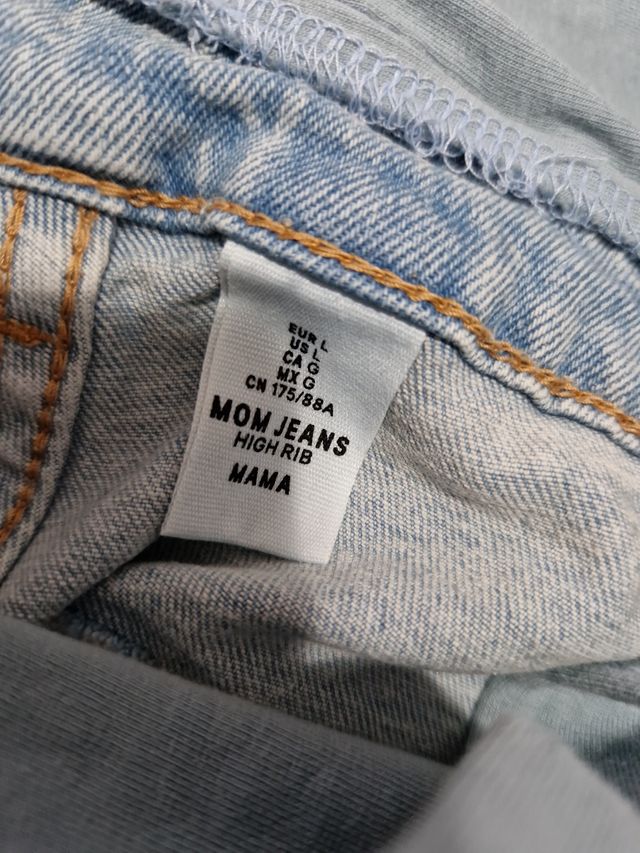 EUR L
US L
CA G
MX G
CN 175/88A
MOM JEANS
HIGH RIB
MAMA